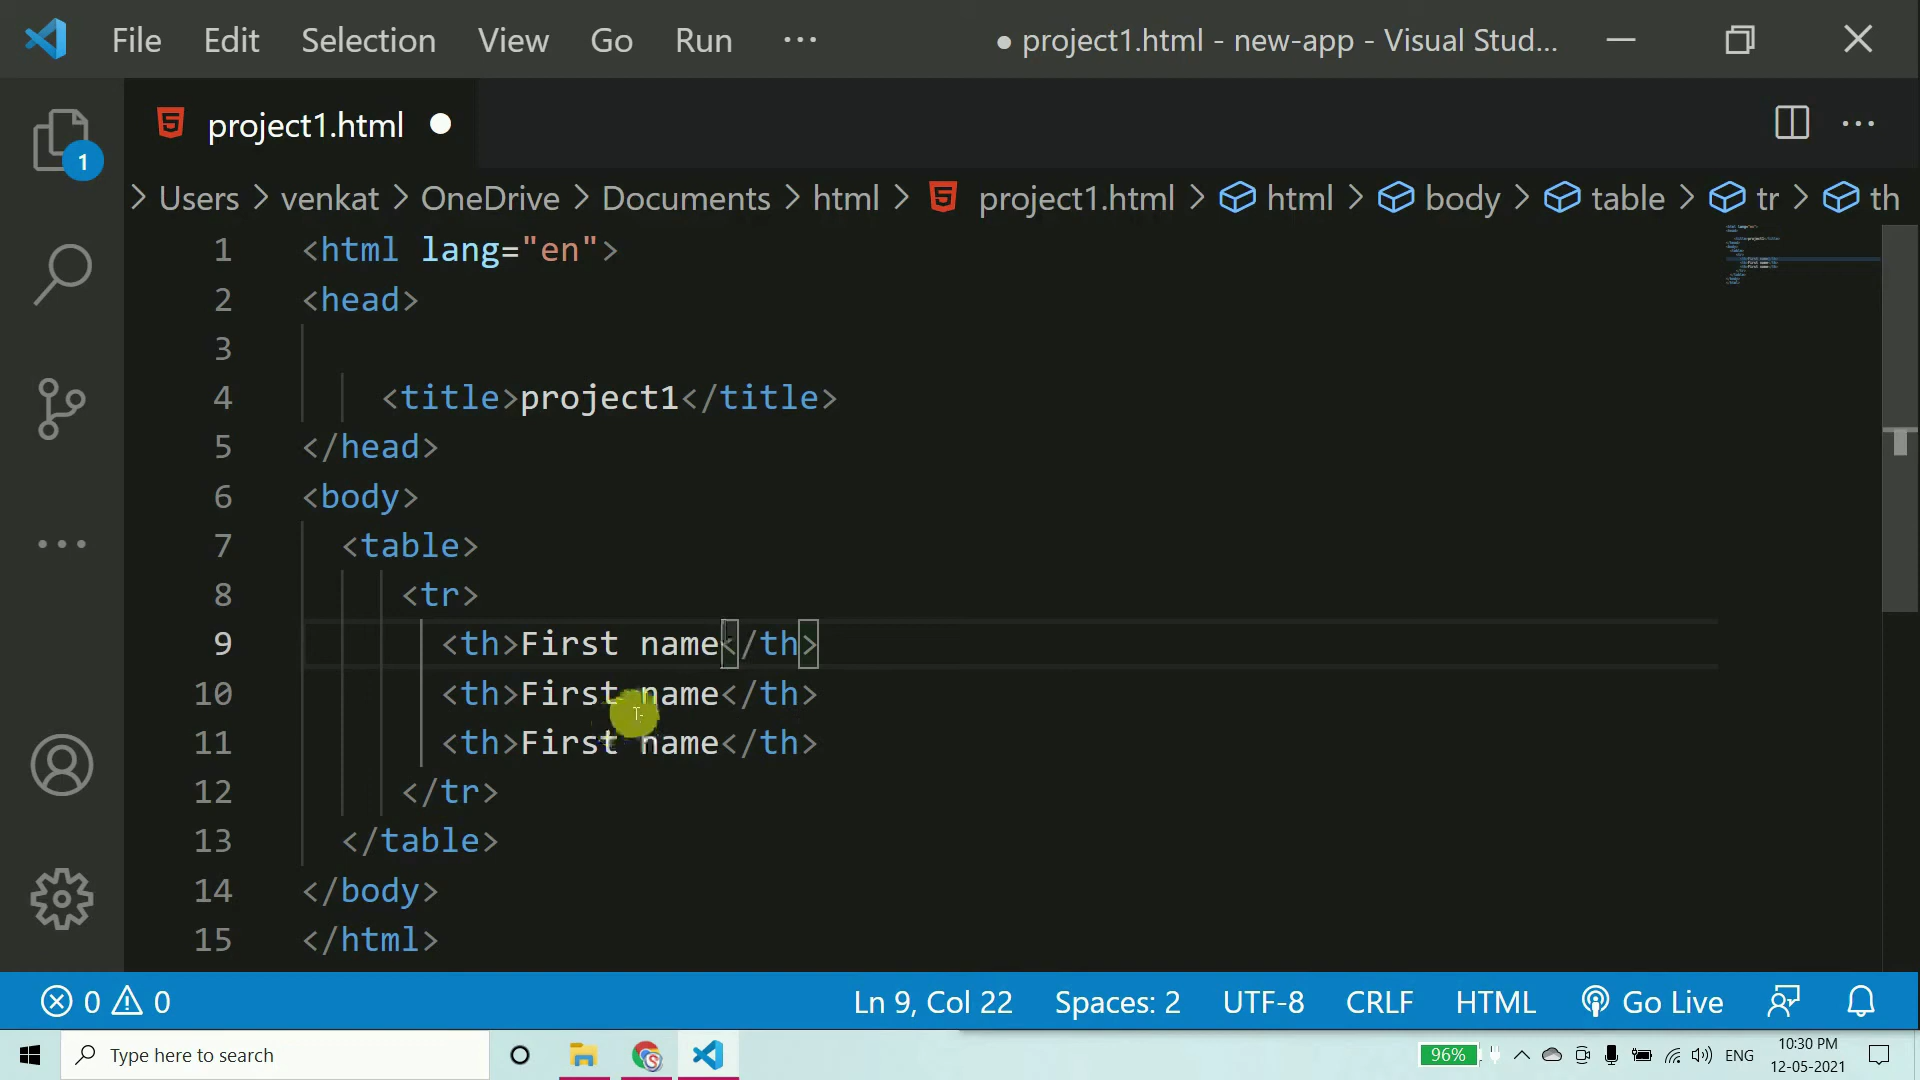 File Edit Selection View Go Run ··· ● project1.html - new-app - Visual Stud...
project1.html ●
1
> Users > venkat > OneDrive > Documents > html > project1.html > html > body > table > tr > th
1 <html lang="en">
2 <head>
3
4 <title>project1</title>
5 </head>
6 <body>
7 <table>
8 <tr>
9 <th>First name</th>
10 <th>First name</th>
11 <th>First name</th>
12 </tr>
13 </table>
14 </body>
15 </html>
0 0 Ln 9, Col 22 Spaces: 2 UTF-8 CRLF HTML Go Live
Type here to search 96% ENG 10:30 PM
12-05-2021